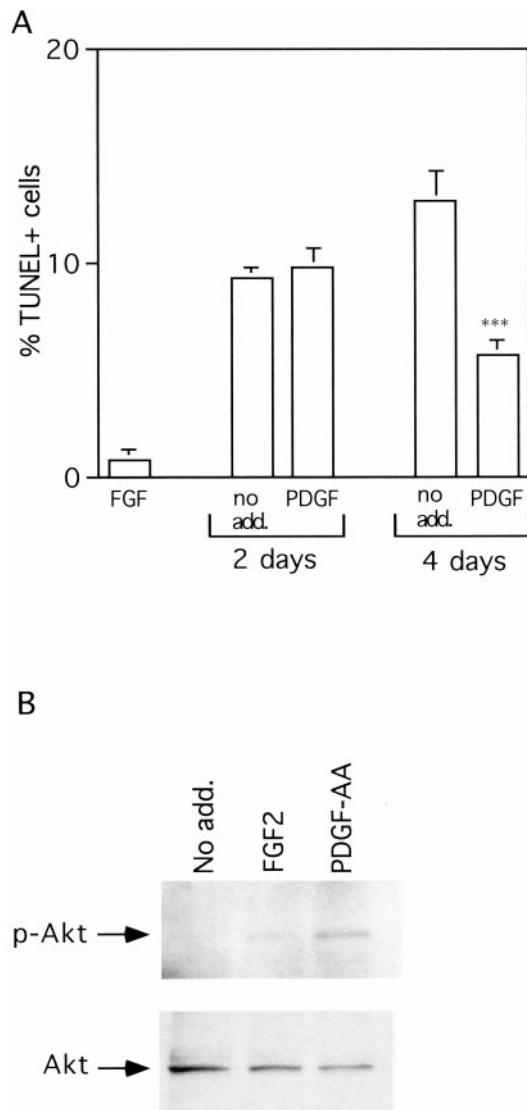 A
20
10
0
% TUNEL+ cells
***
FGF
no add.
PDGF
no add.
PDGF
2 days
4 days
B
No add.
FGF2
PDGF-AA
p-Akt
Akt